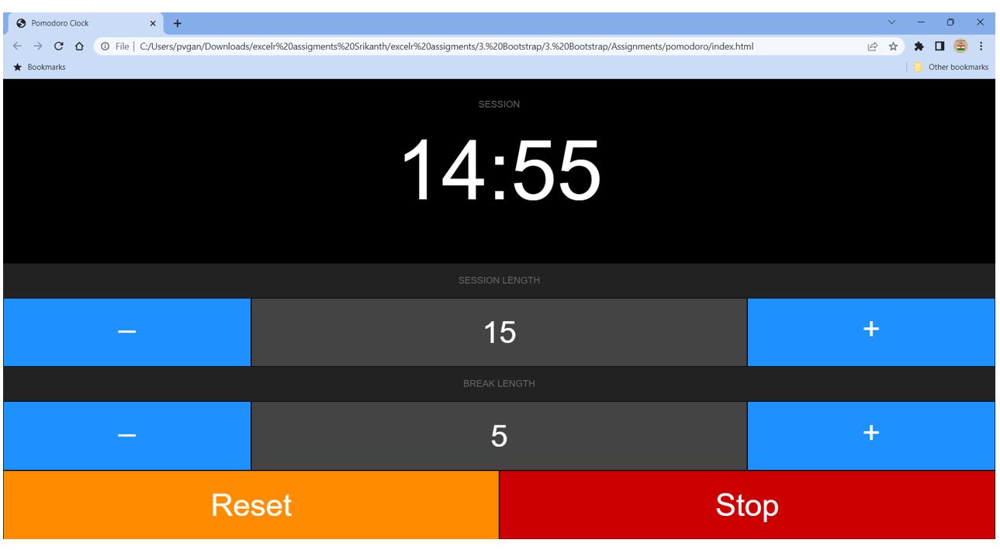 Pomodoro Clock
File | C:/Users/pvgan/Downloads/excelr%20assigments%20Srikanth/excelr%20assigments/3.%20Bootstrap/3.%20Bootstrap/Assignments/pomodoro/index.html
Bookmarks Other bookmarks
SESSION
14:55
SESSION LENGTH
– 15 +
BREAK LENGTH
– 5 +
Reset Stop